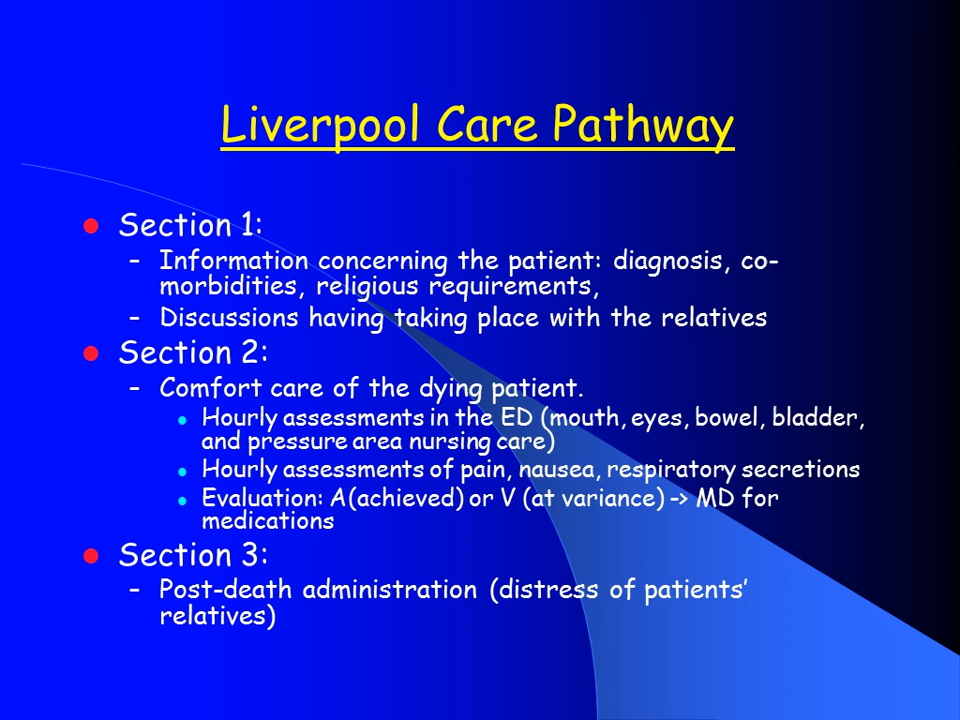 Liverpool Care Pathway
Section 1:
– Information concerning the patient: diagnosis, co-
morbidities, religious requirements,
– Discussions having taking place with the relatives
Section 2:
– Comfort care of the dying patient.
Hourly assessments in the ED (mouth, eyes, bowel, bladder,
and pressure area nursing care)
Hourly assessments of pain, nausea, respiratory secretions
Evaluation: A(achieved) or V (at variance) -> MD for
medications
Section 3:
– Post-death administration (distress of patients’
relatives)